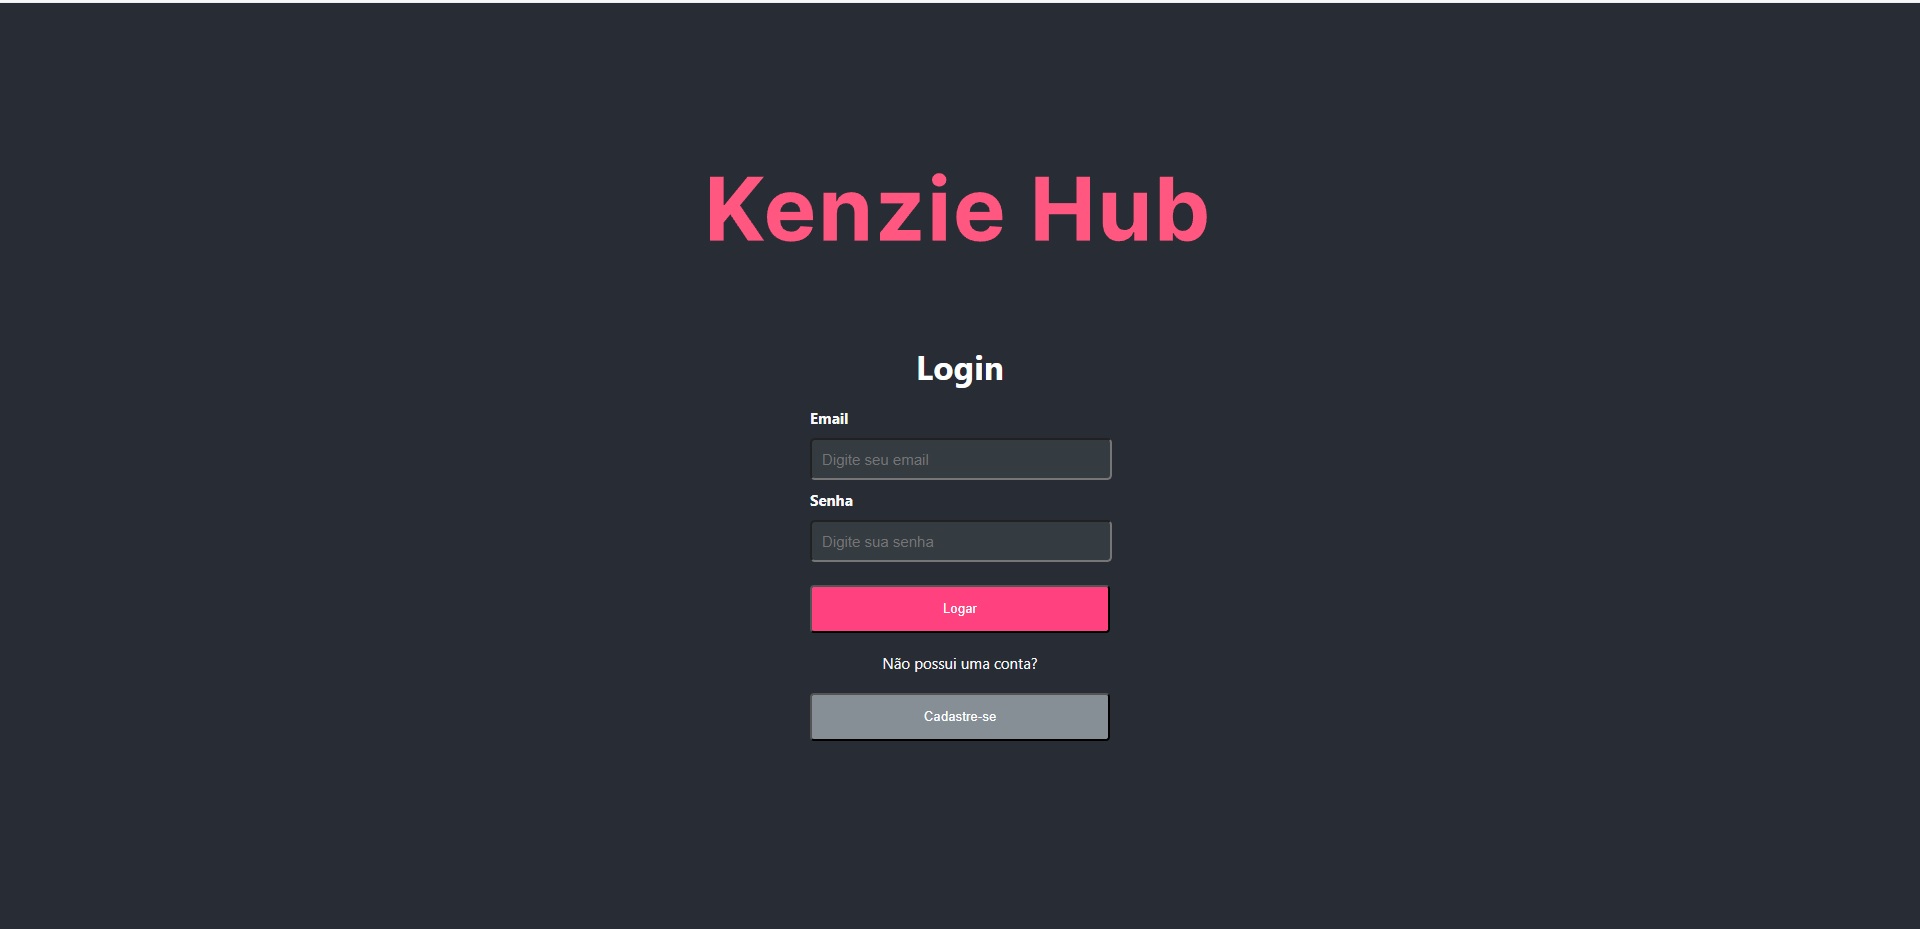 Kenzie Hub
Login
Email
Digite seu email
Senha
Digite sua senha
Logar
Não possui uma conta?
Cadastre-se